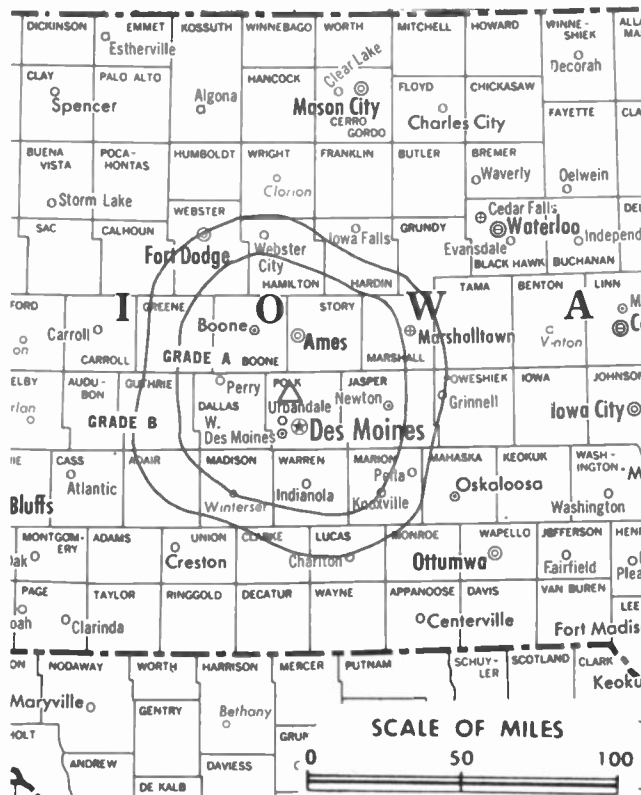 DICKINSON EMMET KOSSUTH WINNEBAGO WORTH MITCHELL HOWARD WINNE-
SHIEK
Estherville
Clear Lake
Decorah
CLAY PALO ALTO HANCOCK FLOYD CHICKASAW
Spencer Algona Mason City
CERRO
GORDO
Charles City
FAYETTE
BUENA
VISTA
POCA-
HONTAS
HUMBOLDT WRIGHT FRANKLIN BUTLER BREMER
Waverly Oelwein
Clarion
Storm Lake WEBSTER
Cedar Falls
SAC CALHOUN Fort Dodge Webster
City
Iowa Falls GRUNDY
Waterloo
Evansdale
BLACK HAWK BUCHANAN
HAMILTON HARDIN TAMA BENTON LINN
I O W A
GREENE STORY
Carroll Boone Ames Marshalltown Vinton
CARROLL GRADE A BOONE MARSHALL
AUDU-
BON
GUTHRIE Perry POLK JASPER POWESHIEK IOWA JOHNSON
DALLAS Urbandale Newton Grinnell
GRADE B W.
Des Moines
Des Moines Iowa City
CASS ADAIR MADISON WARREN MARION MAHASKA KEOKUK WASH-
INGTON
Atlantic Pella
Winterset Indianola Knoxville Oskaloosa Washington
Bluffs
MONTGOM-
ERY
ADAMS UNION CLARKE LUCAS MONROE WAPELLO JEFFERSON
Creston Chariton Ottumwa Fairfield
PAGE TAYLOR RINGGOLD DECATUR WAYNE APPANOOSE DAVIS VAN BUREN LEE
Clarinda Centerville Fort Madis
NODAWAY WORTH HARRISON MERCER PUTNAM SCHUY-
LER
SCOTLAND CLARK
Keoku
Maryville GENTRY Bethany
SCALE OF MILES
ANDREW DAVIESS
DE KALB
0 50 100